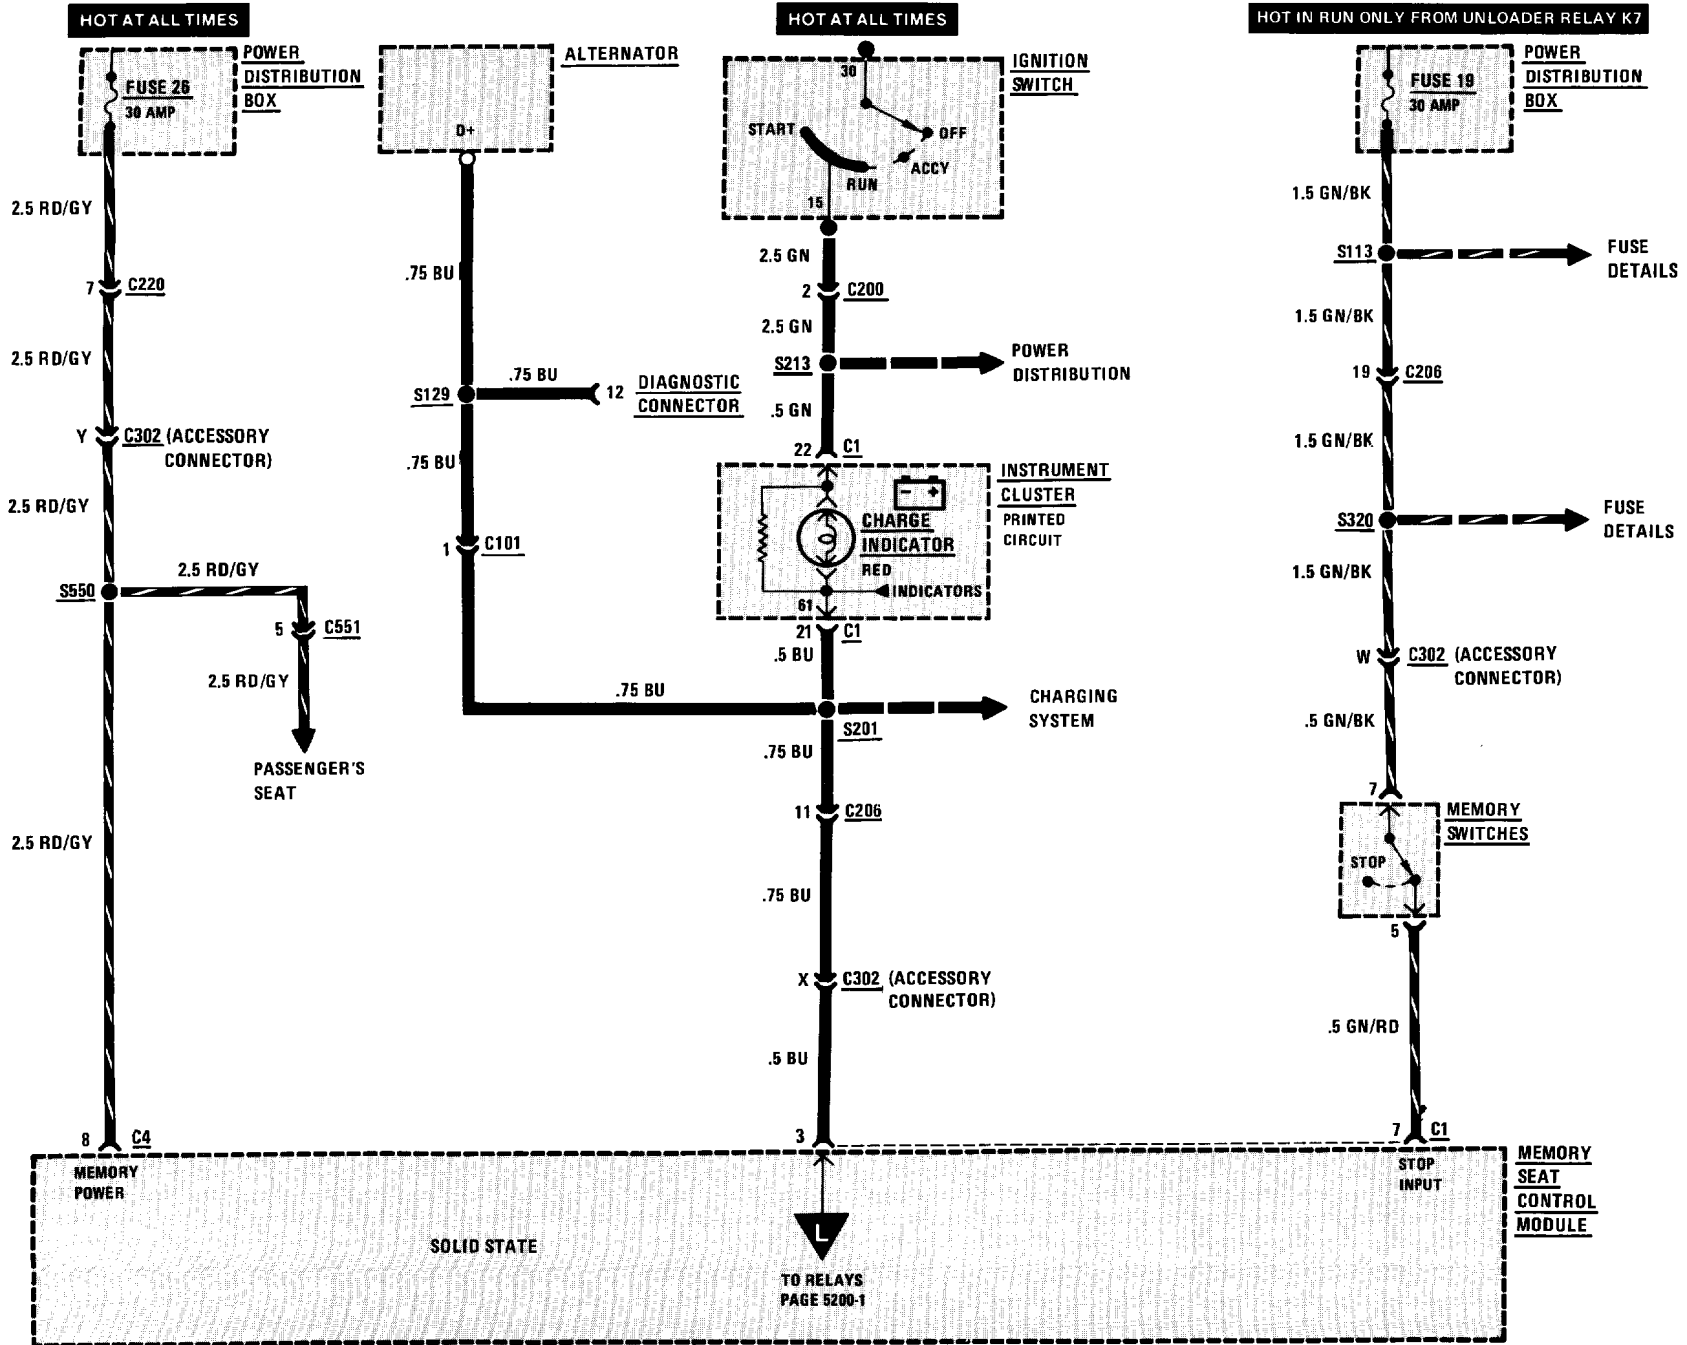 HOT AT ALL TIMES
HOT AT ALL TIMES
HOT IN RUN ONLY FROM UNLOADER RELAY K7
FUSE 26
30 AMP
POWER
DISTRIBUTION
BOX
ALTERNATOR
D+
30
START
OFF
ACCY
RUN
15
IGNITION
SWITCH
FUSE 19
30 AMP
POWER
DISTRIBUTION
BOX
2.5 RD/GY
7
C220
2.5 RD/GY
Y
C302 (ACCESSORY
CONNECTOR)
2.5 RD/GY
S550
2.5 RD/GY
5
C551
2.5 RD/GY
PASSENGER'S
SEAT
2.5 RD/GY
8
C4
.75 BU
S129
.75 BU
12
DIAGNOSTIC
CONNECTOR
.75 BU
1
C101
.75 BU
2.5 GN
2
C200
2.5 GN
S213
POWER
DISTRIBUTION
.5 GN
22
C1
INSTRUMENT
CLUSTER
PRINTED
CIRCUIT
- +
CHARGE
INDICATOR
RED
INDICATORS
61
21
C1
.5 BU
S201
CHARGING
SYSTEM
.75 BU
11
C206
.75 BU
X
C302 (ACCESSORY
CONNECTOR)
.5 BU
3
1.5 GN/BK
S113
FUSE
DETAILS
1.5 GN/BK
19
C206
1.5 GN/BK
S320
FUSE
DETAILS
1.5 GN/BK
W
C302 (ACCESSORY
CONNECTOR)
.5 GN/BK
7
MEMORY
SWITCHES
STOP
5
.5 GN/RD
7
C1
MEMORY
POWER
SOLID STATE
L
TO RELAYS
PAGE 5200-1
STOP
INPUT
MEMORY
SEAT
CONTROL
MODULE